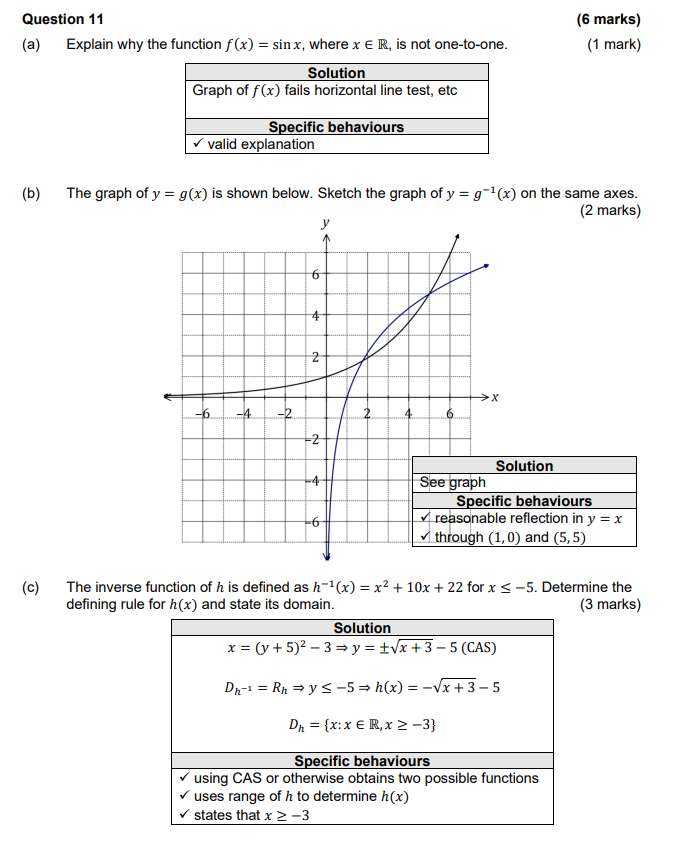 Question 11 (6 marks)
(a) Explain why the function f(x) = sin x, where x ∈ ℝ, is not one-to-one. (1 mark)
Solution
Graph of f(x) fails horizontal line test, etc
Specific behaviours
✓ valid explanation
(b) The graph of y = g(x) is shown below. Sketch the graph of y = g⁻¹(x) on the same axes.
(2 marks)
y
6
4
2
x
−6 −4 −2 2 4 6
−2
−4
−6
Solution
See graph
Specific behaviours
✓ reasonable reflection in y = x
✓ through (1, 0) and (5, 5)
(c) The inverse function of h is defined as h⁻¹(x) = x² + 10x + 22 for x ≤ −5. Determine the
defining rule for h(x) and state its domain. (3 marks)
Solution
x = (y + 5)² − 3 ⇒ y = ±√(x + 3) − 5 (CAS)
D_h⁻¹ = R_h ⇒ y ≤ −5 ⇒ h(x) = −√(x + 3) − 5
D_h = {x: x ∈ ℝ, x ≥ −3}
Specific behaviours
✓ using CAS or otherwise obtains two possible functions
✓ uses range of h to determine h(x)
✓ states that x ≥ −3